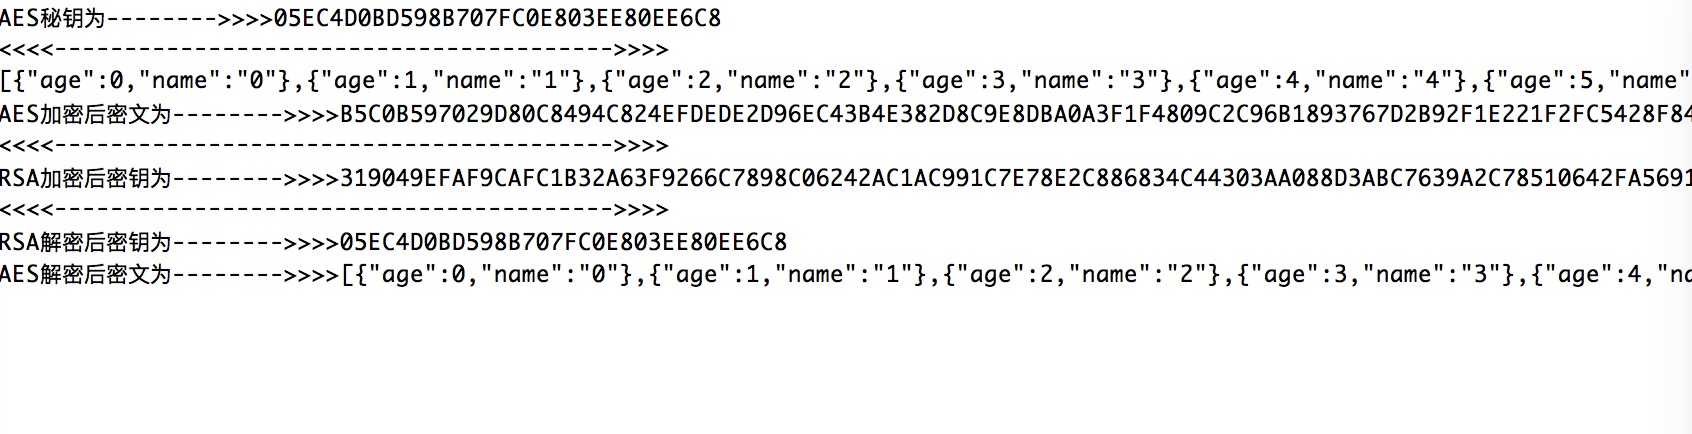 AES秘钥为-------->>>>05EC4D0BD598B707FC0E803EE80EE6C8
<<<<---------------------------------------->>>>
[{"age":0,"name":"0"},{"age":1,"name":"1"},{"age":2,"name":"2"},{"age":3,"name":"3"},{"age":4,"name":"4"},{"age":5,"name"
AES加密后密文为-------->>>>B5C0B597029D80C8494C824EFDEDE2D96EC43B4E382D8C9E8DBA0A3F1F4809C2C96B1893767D2B92F1E221F2FC5428F84
<<<<---------------------------------------->>>>
RSA加密后密钥为-------->>>>319049EFAF9CAFC1B32A63F9266C7898C06242AC1AC991C7E78E2C886834C44303AA088D3ABC7639A2C78510642FA5691
<<<<---------------------------------------->>>>
RSA解密后密钥为-------->>>>05EC4D0BD598B707FC0E803EE80EE6C8
AES解密后密文为-------->>>>[{"age":0,"name":"0"},{"age":1,"name":"1"},{"age":2,"name":"2"},{"age":3,"name":"3"},{"age":4,"na